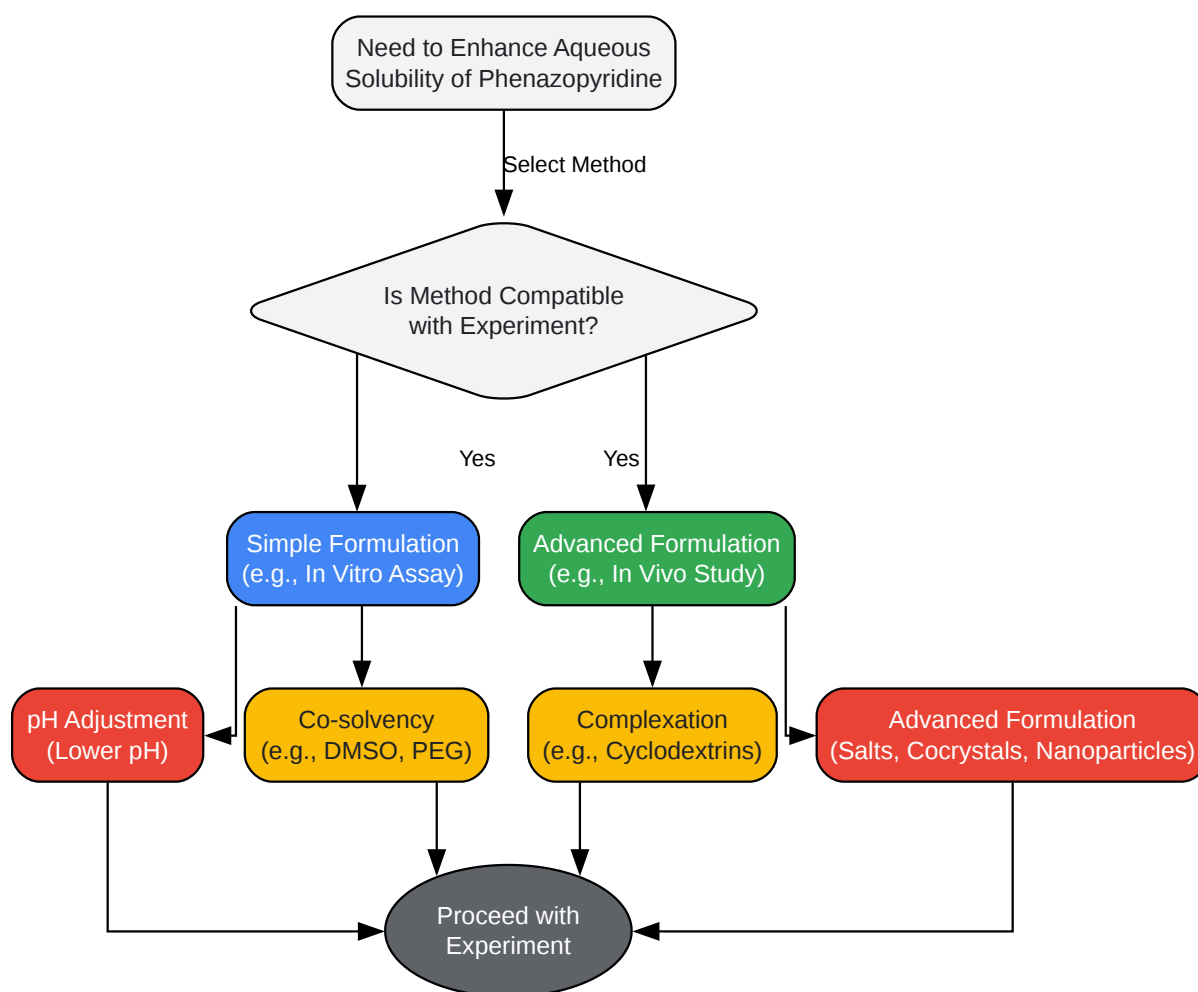 Need to Enhance Aqueous
Solubility of Phenazopyridine
Select Method
Is Method Compatible
with Experiment?
Yes
Yes
Simple Formulation
(e.g., In Vitro Assay)
Advanced Formulation
(e.g., In Vivo Study)
pH Adjustment
(Lower pH)
Co-solvency
(e.g., DMSO, PEG)
Complexation
(e.g., Cyclodextrins)
Advanced Formulation
(Salts, Cocrystals, Nanoparticles)
Proceed with
Experiment